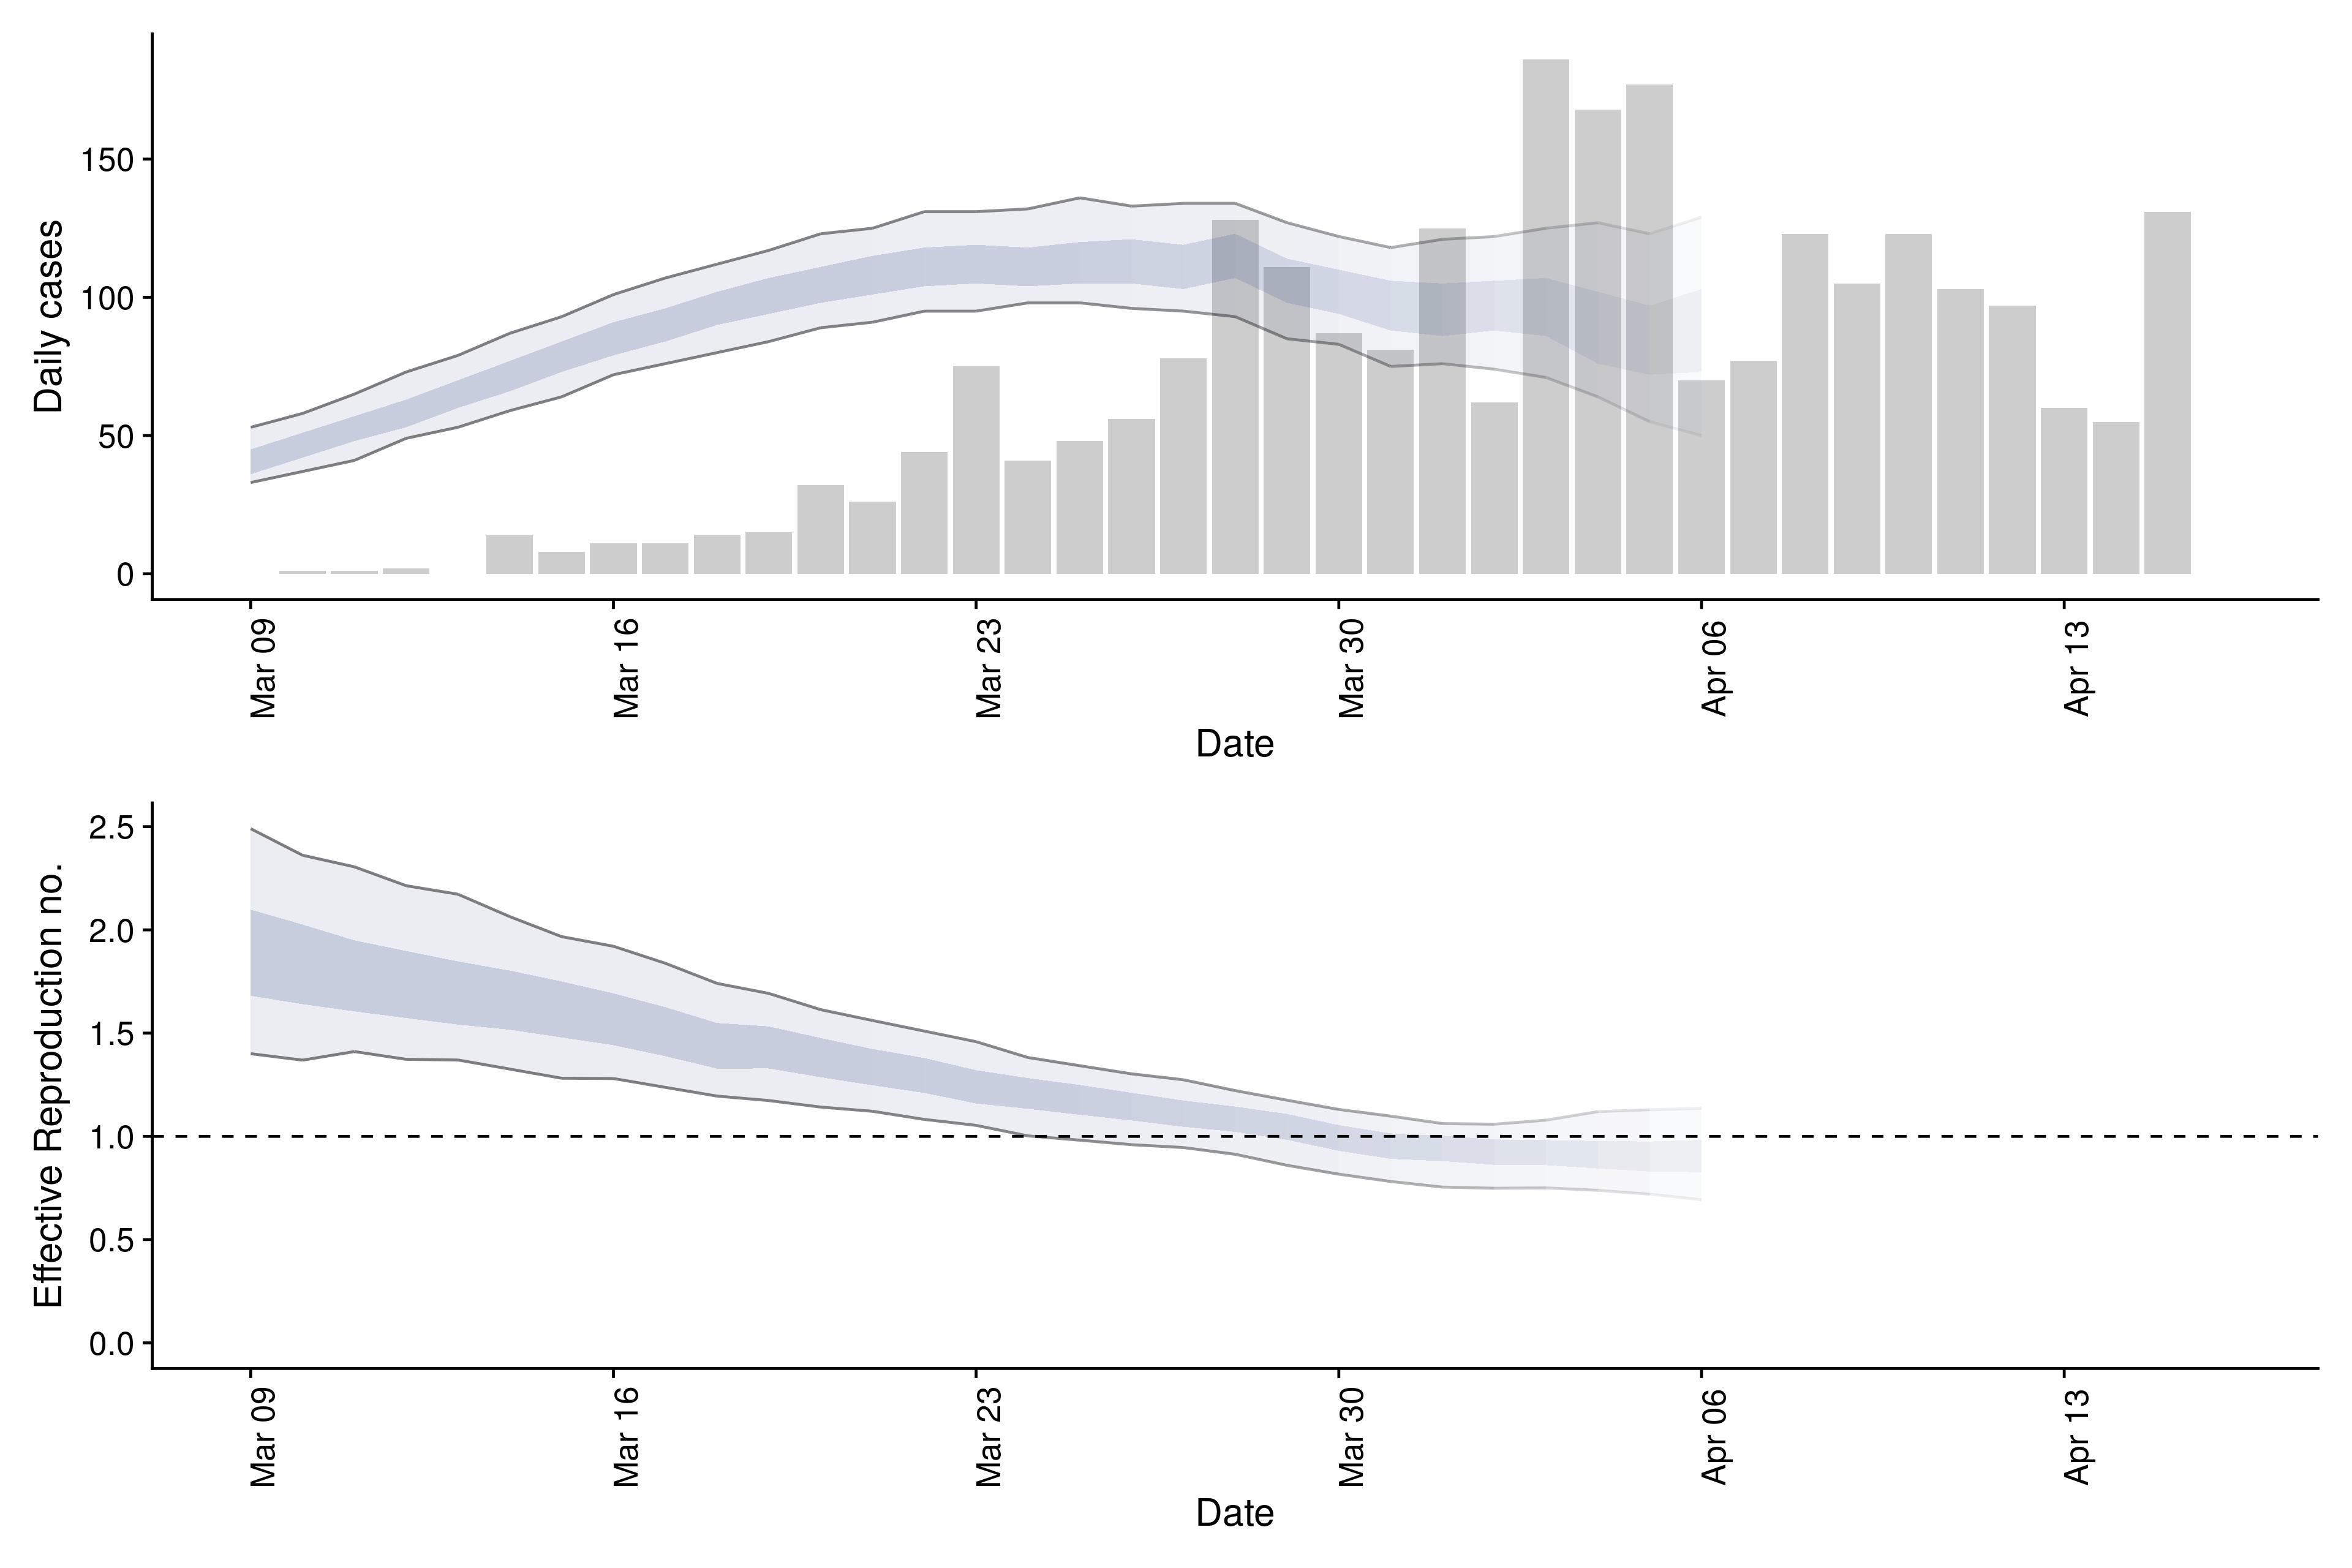 Daily cases
150
100
50
0
Mar 09
Mar 16
Mar 23
Mar 30
Apr 06
Apr 13
Date
Effective Reproduction no.
2.5
2.0
1.5
1.0
0.5
0.0
Mar 09
Mar 16
Mar 23
Mar 30
Apr 06
Apr 13
Date